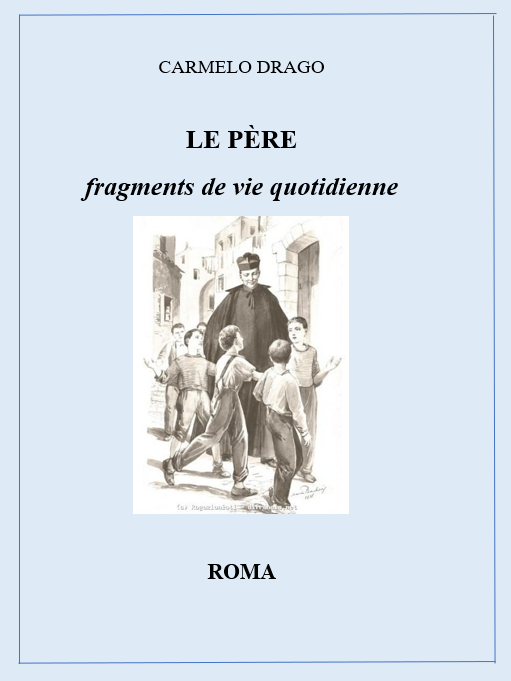 CARMELO DRAGO
LE PÈRE
fragments de vie quotidienne
ROMA